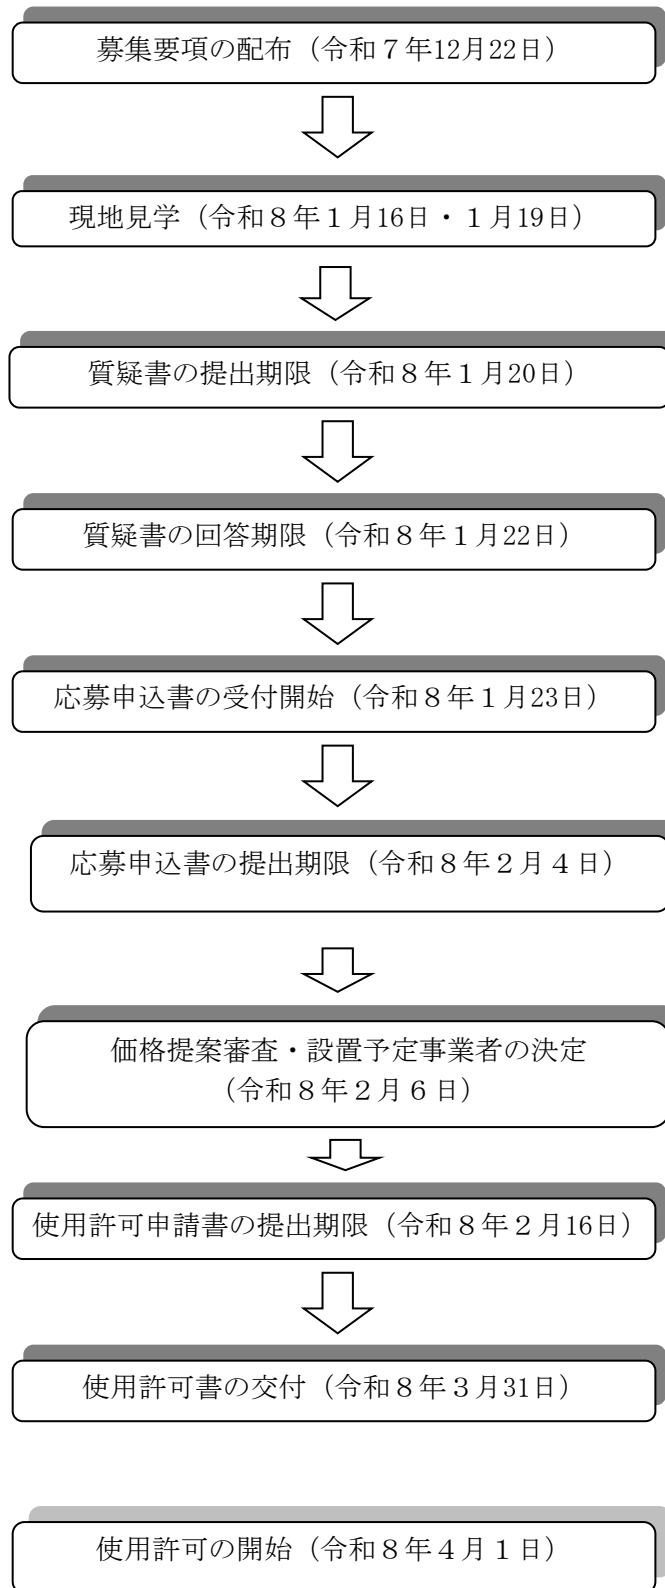 募集要項の配布（令和７年12月22日）
現地見学（令和８年１月16日・１月19日）
質疑書の提出期限（令和８年１月20日）
質疑書の回答期限（令和８年１月22日）
応募申込書の受付開始（令和８年１月23日）
応募申込書の提出期限（令和８年２月４日）
価格提案審査・設置予定事業者の決定
（令和８年２月６日）
使用許可申請書の提出期限（令和８年２月16日）
使用許可書の交付（令和８年３月31日）
使用許可の開始（令和８年４月１日）